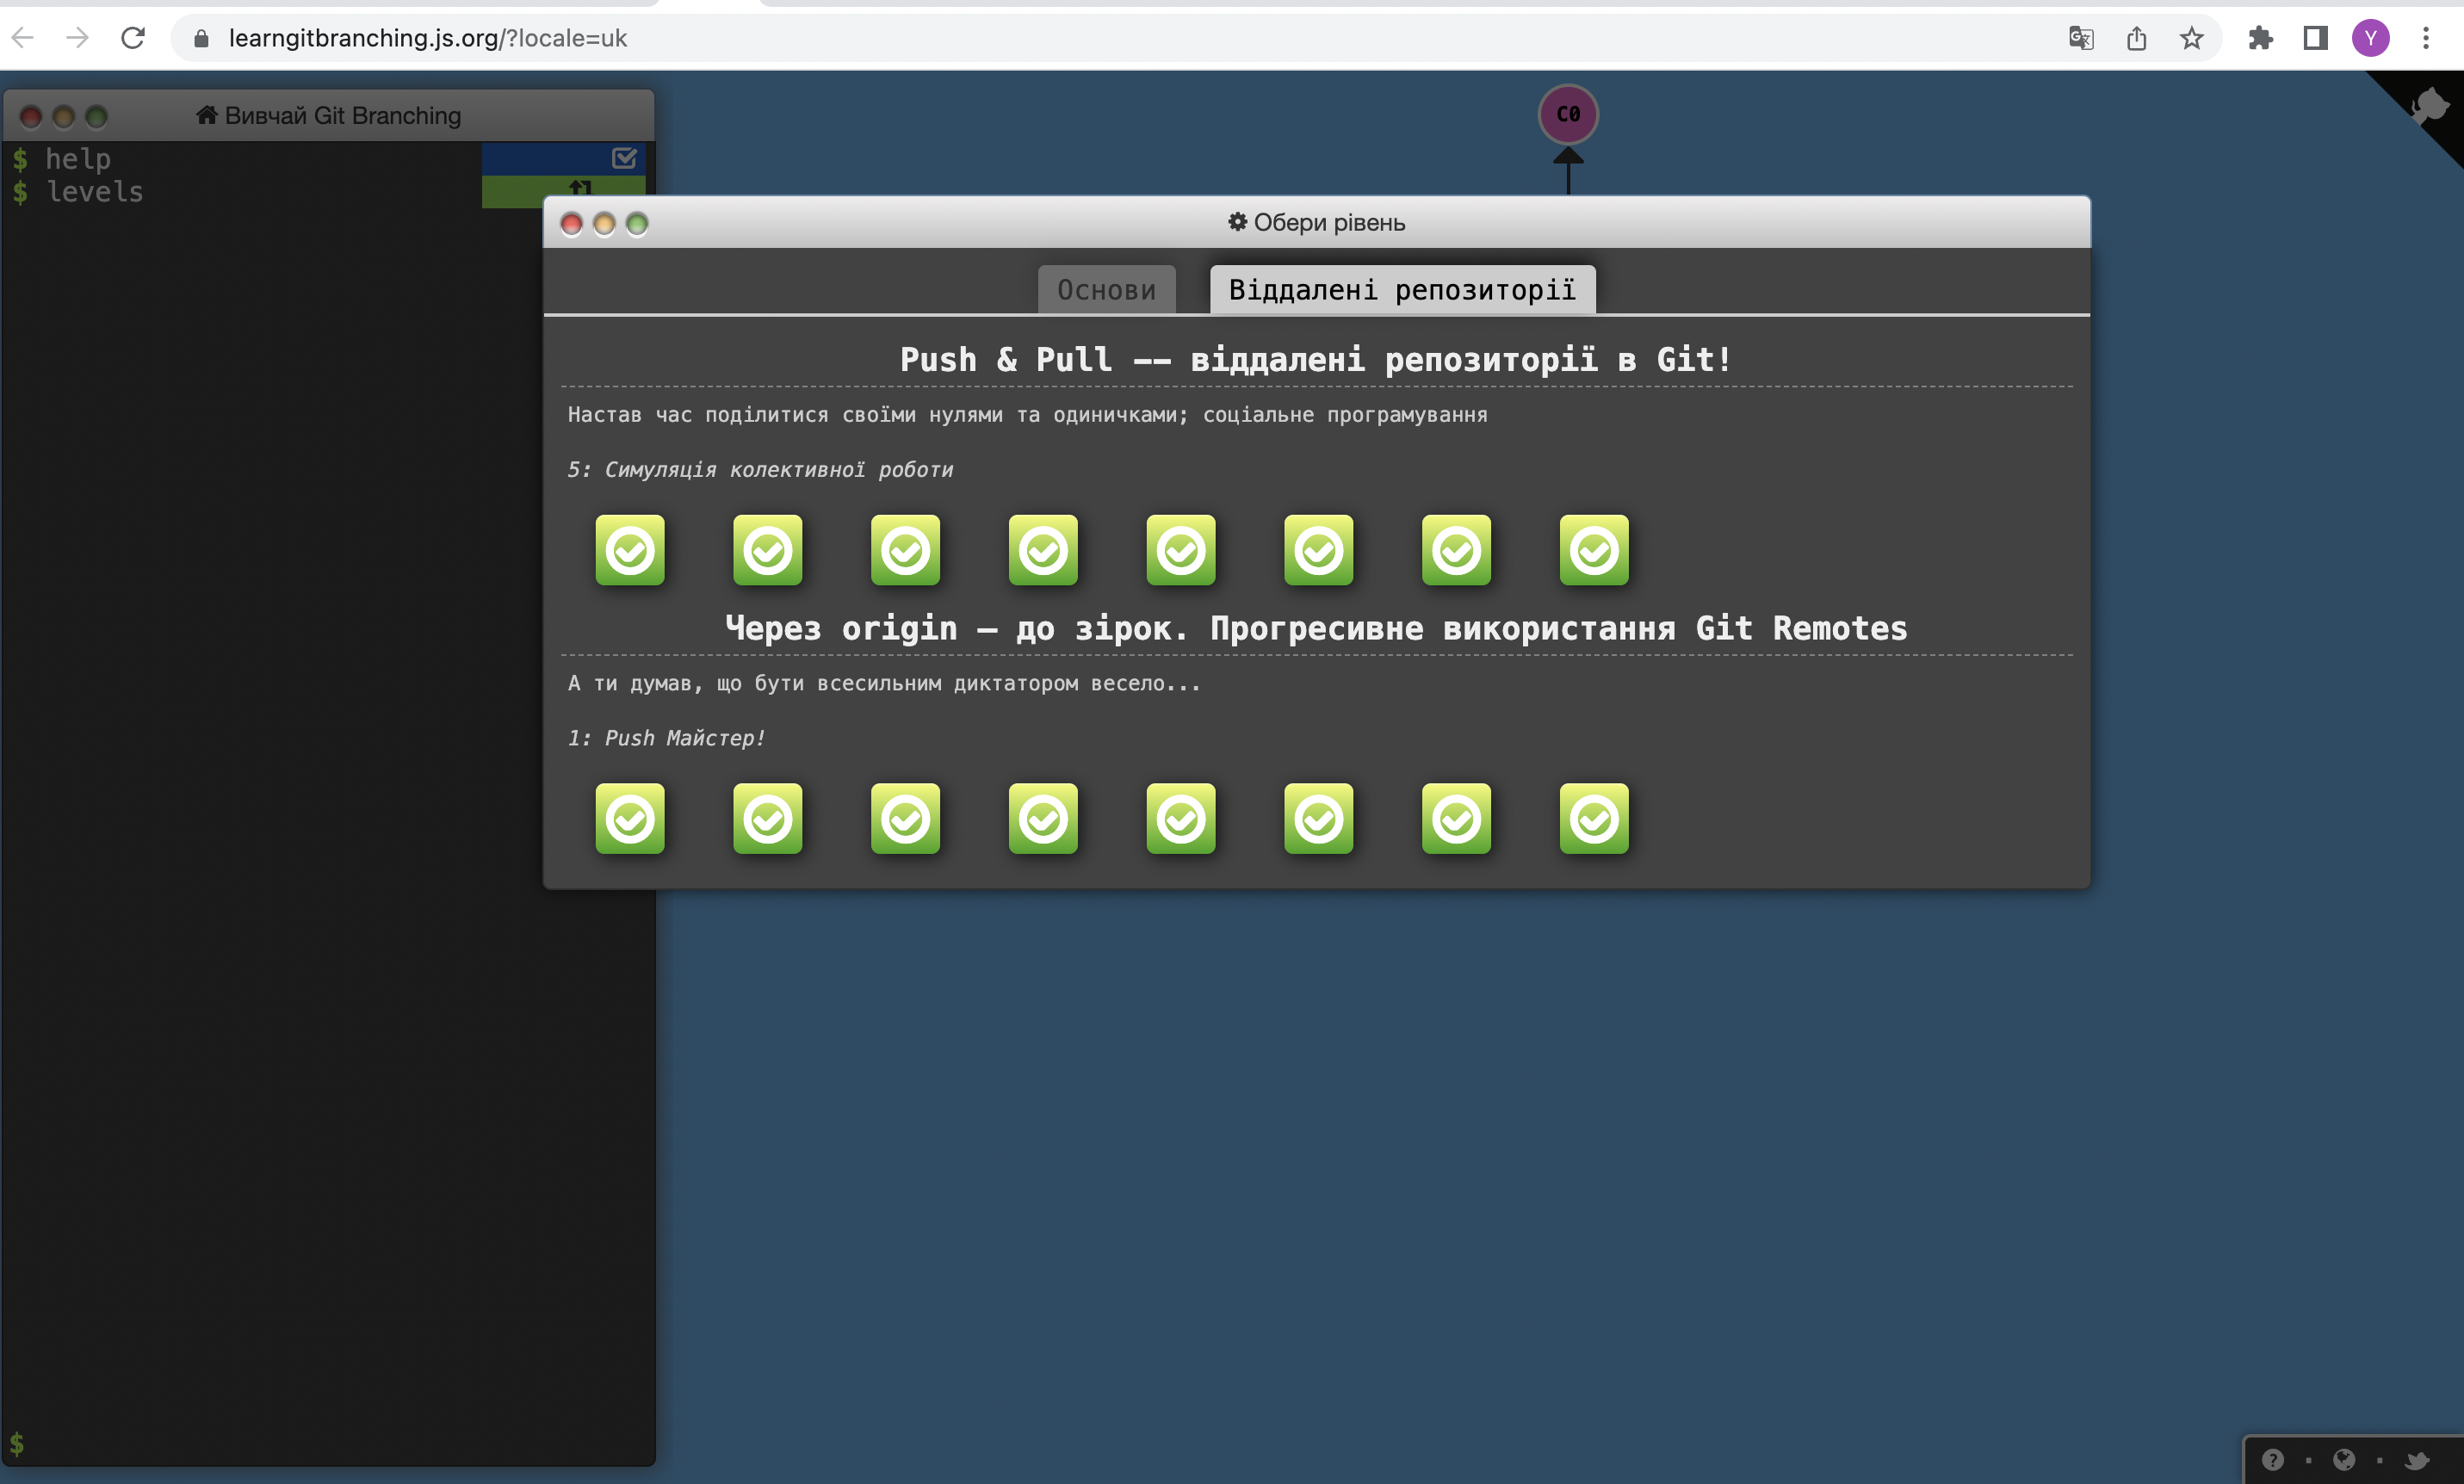 learngitbranching.js.org/?locale=uk
Y
Вивчай Git Branching
$ help
$ levels
C0
Обери рівень
Основи
Віддалені репозиторії
Push & Pull -- віддалені репозиторії в Git!
Настав час поділитися своїми нулями та одиничками; соціальне програмування
5: Симуляція колективної роботи
Через origin – до зірок. Прогресивне використання Git Remotes
А ти думав, що бути всесильним диктатором весело...
1: Push Майстер!
$